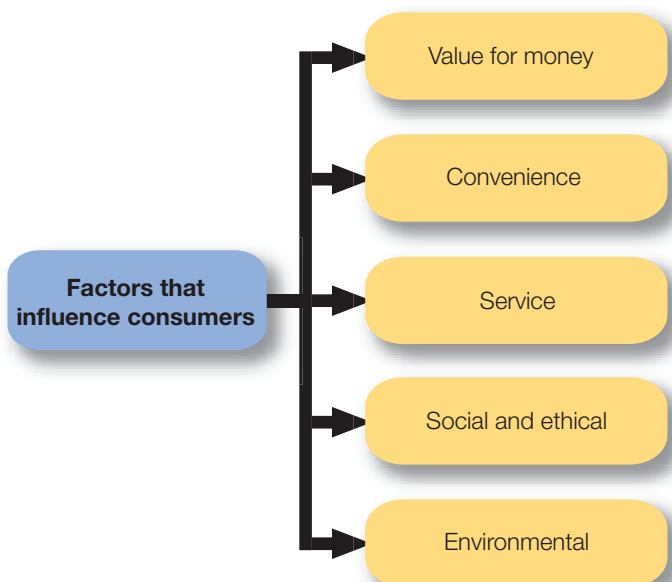 Value for money
Convenience
Factors that
influence consumers
Service
Social and ethical
Environmental